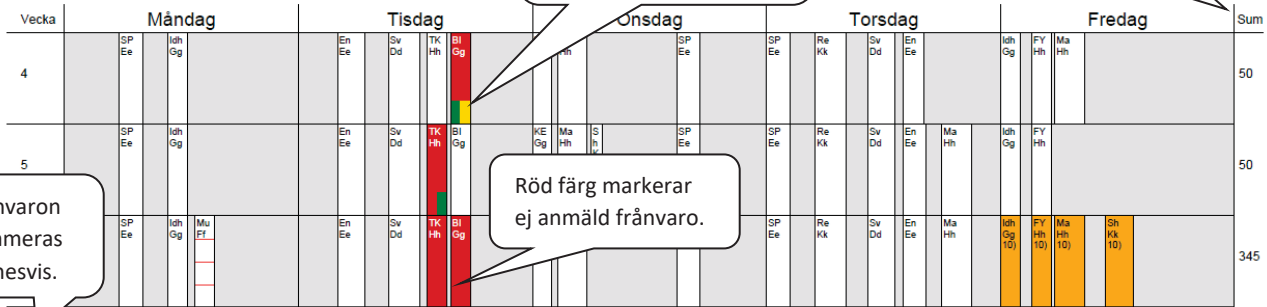 Vecka Måndag Tisdag Onsdag Torsdag Fredag Sum
SP Idh En Sv TK BI SP SP Re Sv En Idh FY Ma
Ee Gg Ee Dd Hh Gg Hh Ee Ee Kk Dd Ee Gg Hh Hh
4 50
SP Idh En Sv TK BI KE Ma S SP SP Re Sv En Ma Idh FY
Ee Gg Ee Dd Hh Gg Gg Hh h Ee Ee Kk Dd Ee Hh Gg Hh
5 50
Röd färg markerar
ej anmäld frånvaro.
nvaron
meras
nesvis.
SP Idh Mu En Sv TK BI SP Re Sv En Ma Idh FY Ma Sh
Ee Gg Ff Ee Dd Hh Gg Ee Kk Dd Ee Hh Gg Hh Hh Kk
10) 10) 10) 10)
345